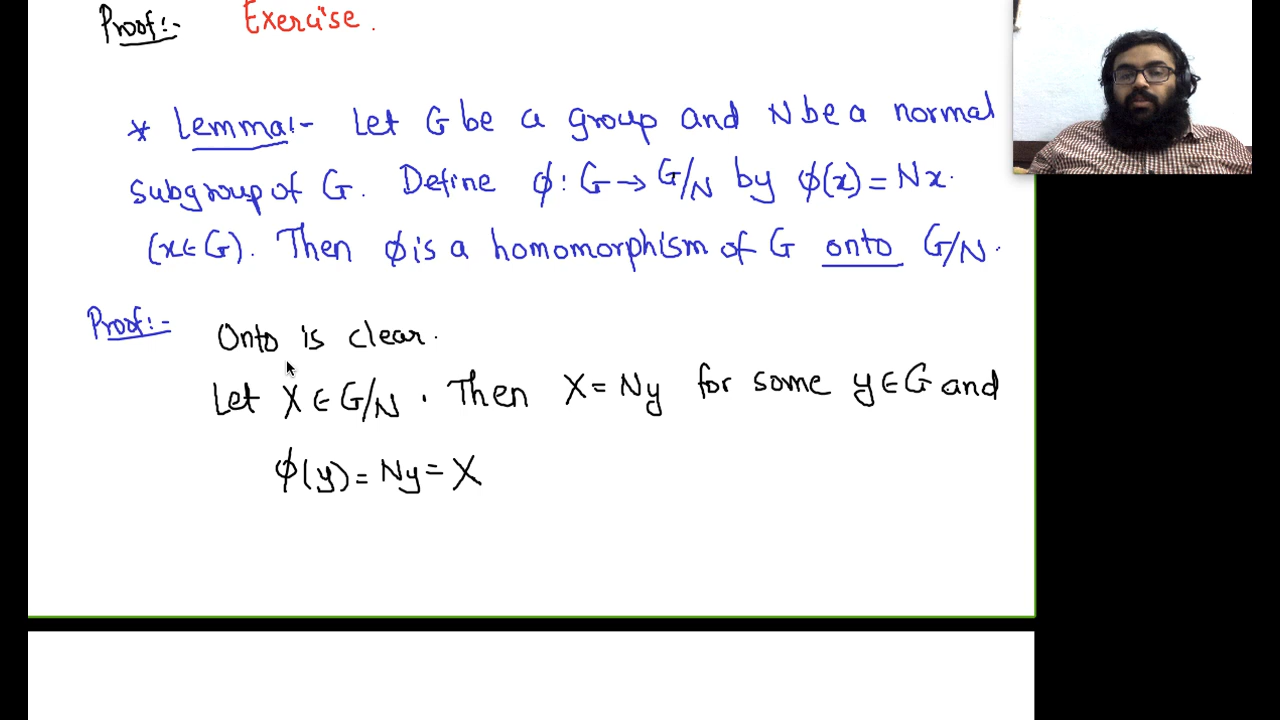 Proof:- Exercise.
* Lemma:- Let G be a group and N be a normal
subgroup of G. Define ϕ: G → G/N by ϕ(x) = Nx.
(x∈G). Then ϕ is a homomorphism of G onto G/N.
Proof:- Onto is clear.
Let X ∈ G/N. Then X = Ny for some y∈G and
ϕ(y) = Ny = X